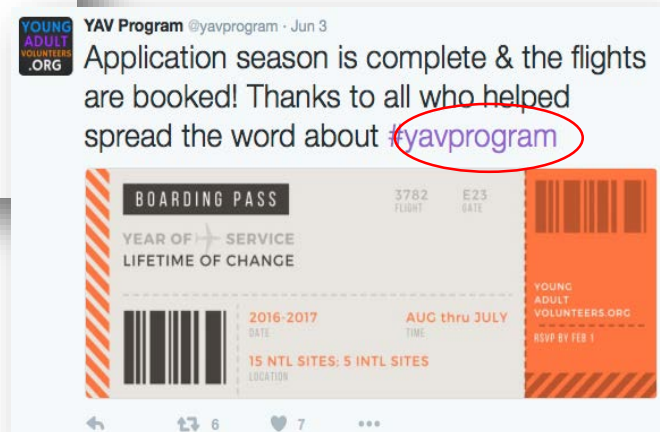 YOUNG
ADULT
VOLUNTEERS
.ORG
YAV Program @yavprogram · Jun 3
Application season is complete & the flights
are booked! Thanks to all who helped
spread the word about #yavprogram
BOARDING PASS
3782 E23
FLIGHT GATE
YEAR OF SERVICE
LIFETIME OF CHANGE
2016-2017 AUG thru JULY
DATE TIME
15 NTL SITES; 5 INTL SITES
LOCATION
YOUNG
ADULT
VOLUNTEERS.ORG
RSVP BY FEB 1
6 7